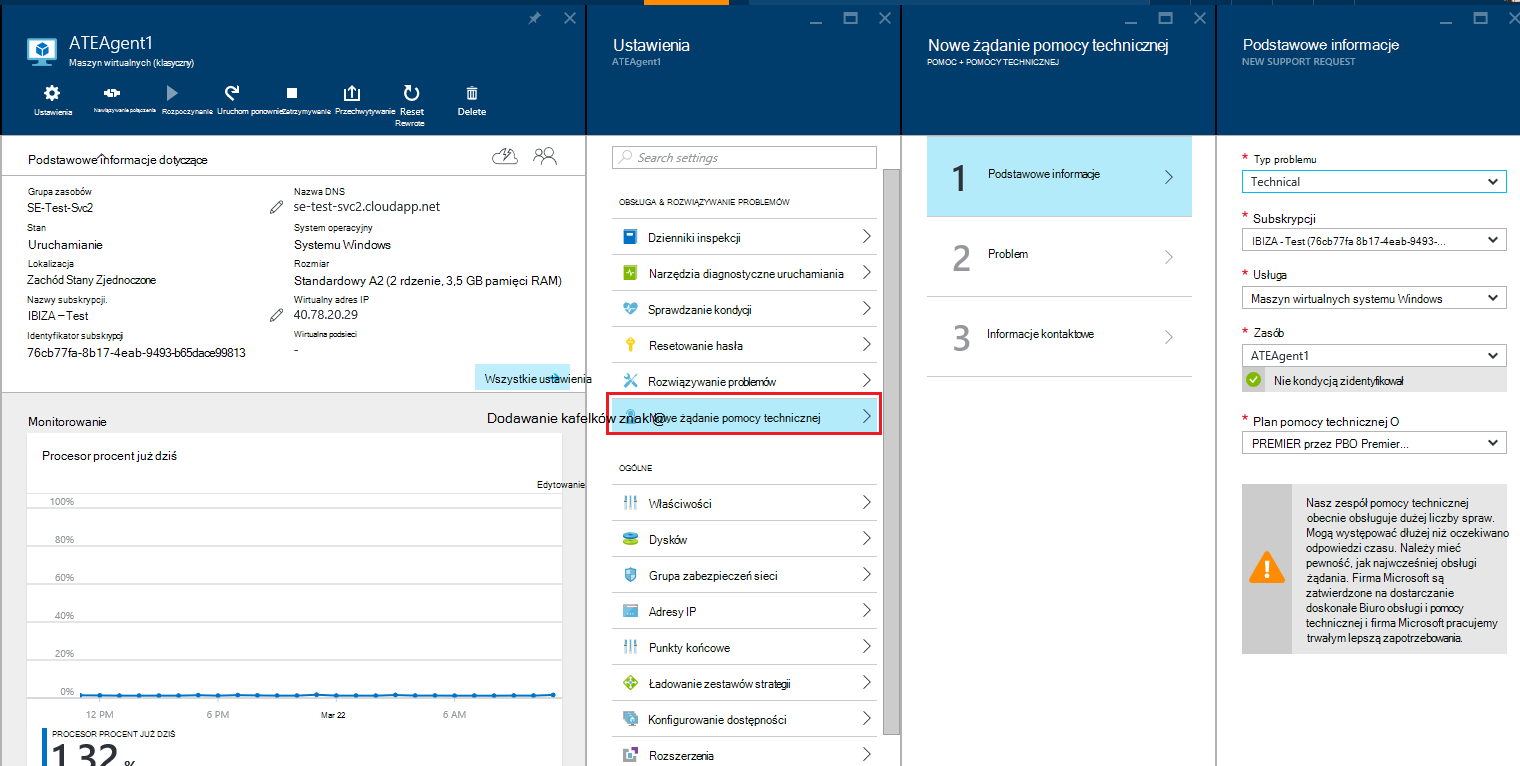 ATEAgent1
Maszyn wirtualnych (klasyczny)
Ustawienia
Nawiązywanie połączenia
Rozpoczynanie
Uruchom ponownie
Zatrzymywanie
Przechwytywanie
Reset
Rewrote
Delete
Podstawowe informacje dotyczące
Grupa zasobów
SE-Test-Svc2
Stan
Uruchamianie
Lokalizacja
Zachód Stany Zjednoczone
Nazwy subskrypcji.
IBIZA – Test
Identyfikator subskrypcji
76cb77fa-8b17-4eab-9493-b65dace99813
Nazwa DNS
se-test-svc2.cloudapp.net
System operacyjny
Systemu Windows
Rozmiar
Standardowy A2 (2 rdzenie, 3,5 GB pamięci RAM)
Wirtualny adres IP
40.78.20.29
Wirtualna podsieci
-
Wszystkie ustawienia
Dodawanie kafelków znak @
Monitorowanie
Procesor procent już dziś
Edytowanie
100%
80%
60%
40%
20%
0%
12 PM
6 PM
Mar 22
6 AM
PROCESOR PROCENT JUŻ DZIŚ
1.32 %
Ustawienia
ATEAgent1
Search settings
OBSŁUGA & ROZWIĄZYWANIE PROBLEMÓW
Dzienniki inspekcji
Narzędzia diagnostyczne uruchamiania
Sprawdzanie kondycji
Resetowanie hasła
Rozwiązywanie problemów
Nowe żądanie pomocy technicznej
OGÓLNE
Właściwości
Dysków
Grupa zabezpieczeń sieci
Adresy IP
Punkty końcowe
Ładowanie zestawów strategii
Konfigurowanie dostępności
Rozszerzenia
Nowe żądanie pomocy technicznej
POMOC + POMOCY TECHNICZNEJ
1
Podstawowe informacje
2
Problem
3
Informacje kontaktowe
Podstawowe informacje
NEW SUPPORT REQUEST
* Typ problemu
Technical
* Subskrypcji
IBIZA - Test (76cb77fa 8b17-4eab-9493-...
* Usługa
Maszyn wirtualnych systemu Windows
* Zasób
ATEAgent1
Nie kondycją zidentyfikował
* Plan pomocy technicznej O
PREMIER przez PBO Premier...
Nasz zespół pomocy technicznej
obecnie obsługuje dużej liczby spraw.
Mogą występować dłużej niż oczekiwano
odpowiedzi czasu. Należy mieć
pewność, jak najwcześniej obsługi
żądania. Firma Microsoft są
zatwierdzone na dostarczanie
doskonałe Biuro obsługi i pomocy
technicznej i firma Microsoft pracujemy
trwałym lepszą zapotrzebowania.